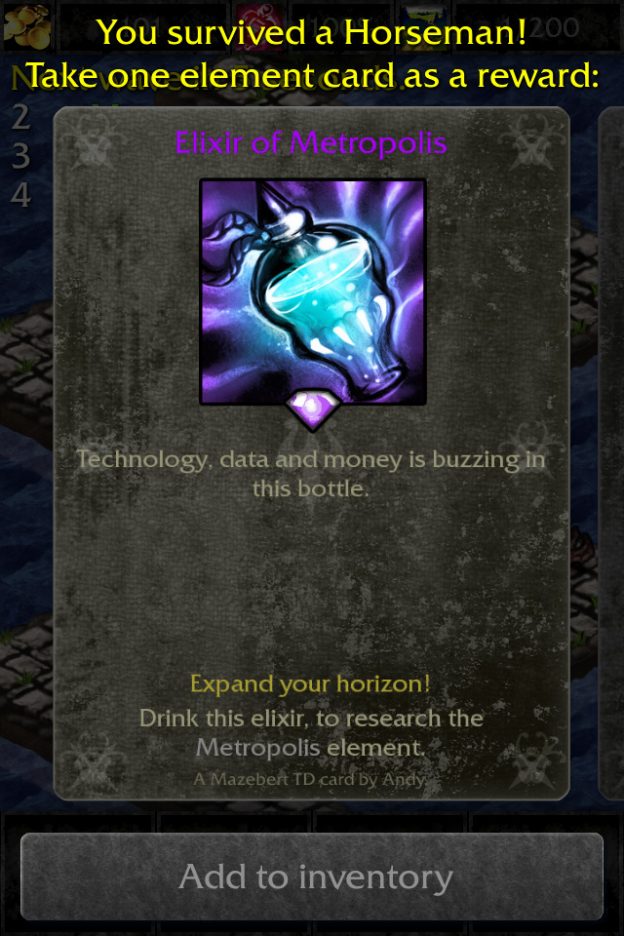 You survived a Horseman!
Take one element card as a reward:
2
3
4
Elixir of Metropolis
Technology, data and money is buzzing in
this bottle.
Expand your horizon!
Drink this elixir, to research the
Metropolis element.
A Mazebert TD card by Andy
Add to inventory